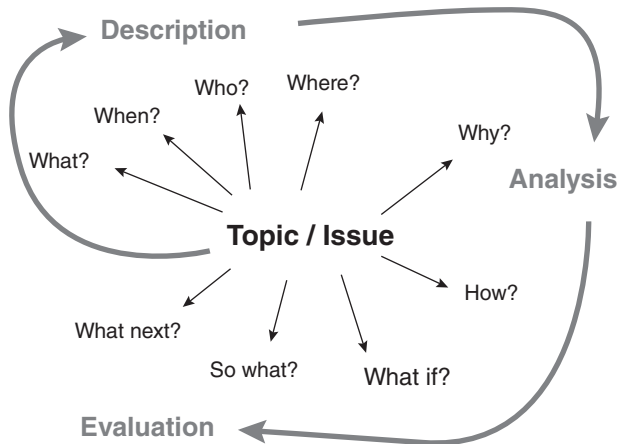 Description
Who?
Where?
When?
Why?
What?
Analysis
Topic / Issue
How?
What next?
So what?
What if?
Evaluation